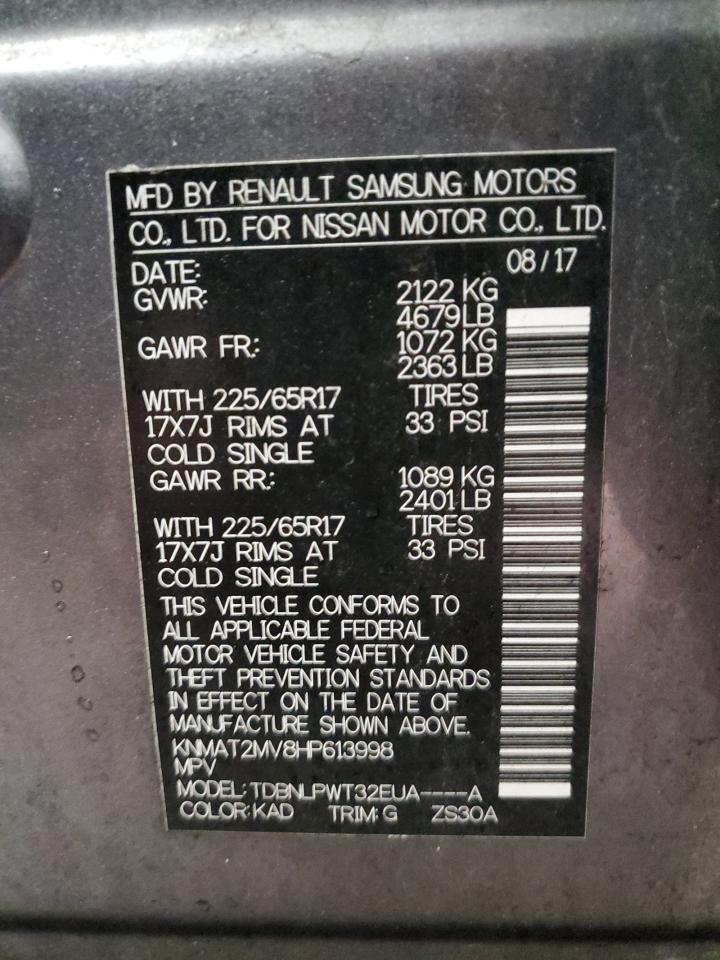 MFD BY RENAULT SAMSUNG MOTORS
CO., LTD. FOR NISSAN MOTOR CO., LTD.
DATE: 08/17
GVWR: 2122 KG
4679 LB
GAWR FR: 1072 KG
2363 LB
WITH 225/65R17 TIRES
17X7J RIMS AT 33 PSI
COLD SINGLE
GAWR RR: 1089 KG
2401 LB
WITH 225/65R17 TIRES
17X7J RIMS AT 33 PSI
COLD SINGLE
THIS VEHICLE CONFORMS TO
ALL APPLICABLE FEDERAL
MOTOR VEHICLE SAFETY AND
THEFT PREVENTION STANDARDS
IN EFFECT ON THE DATE OF
MANUFACTURE SHOWN ABOVE.
KNMAT2MV8HP613998
MPV
MODEL: TDBNLPWT32EUA----A
COLOR: KAD TRIM: G ZS30A